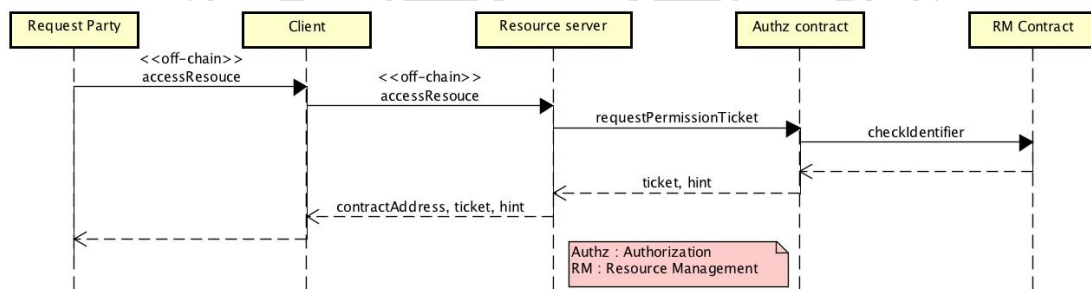 Request Party
Client
Resource server
Authz contract
RM Contract
<<off-chain>>
accessResouce
<<off-chain>>
accessResouce
requestPermissionTicket
checkIdentifier
ticket, hint
contractAddress, ticket, hint
Authz : Authorization
RM : Resource Management